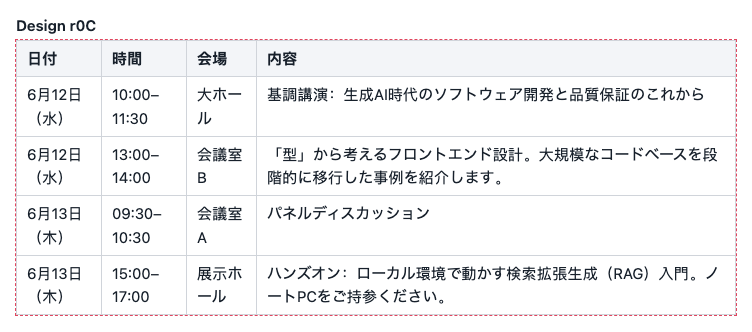 Design r0C
日付 時間 会場 内容
6月12日（水） 10:00–11:30 大ホール 基調講演：生成AI時代のソフトウェア開発と品質保証のこれから
6月12日（水） 13:00–14:00 会議室B 「型」から考えるフロントエンド設計。大規模なコードベースを段階的に移行した事例を紹介します。
6月13日（木） 09:30–10:30 会議室A パネルディスカッション
6月13日（木） 15:00–17:00 展示ホール ハンズオン：ローカル環境で動かす検索拡張生成（RAG）入門。ノートPCをご持参ください。